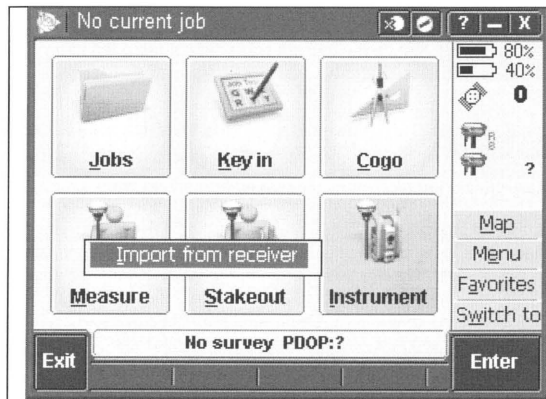 No current job
? — X
80%
40%
0
Jobs
Key in
Cogo
R
8
?
Import from receiver
Measure
Stakeout
Instrument
Map
Menu
Favorites
Switch to
No survey PDOP:?
Exit
Enter